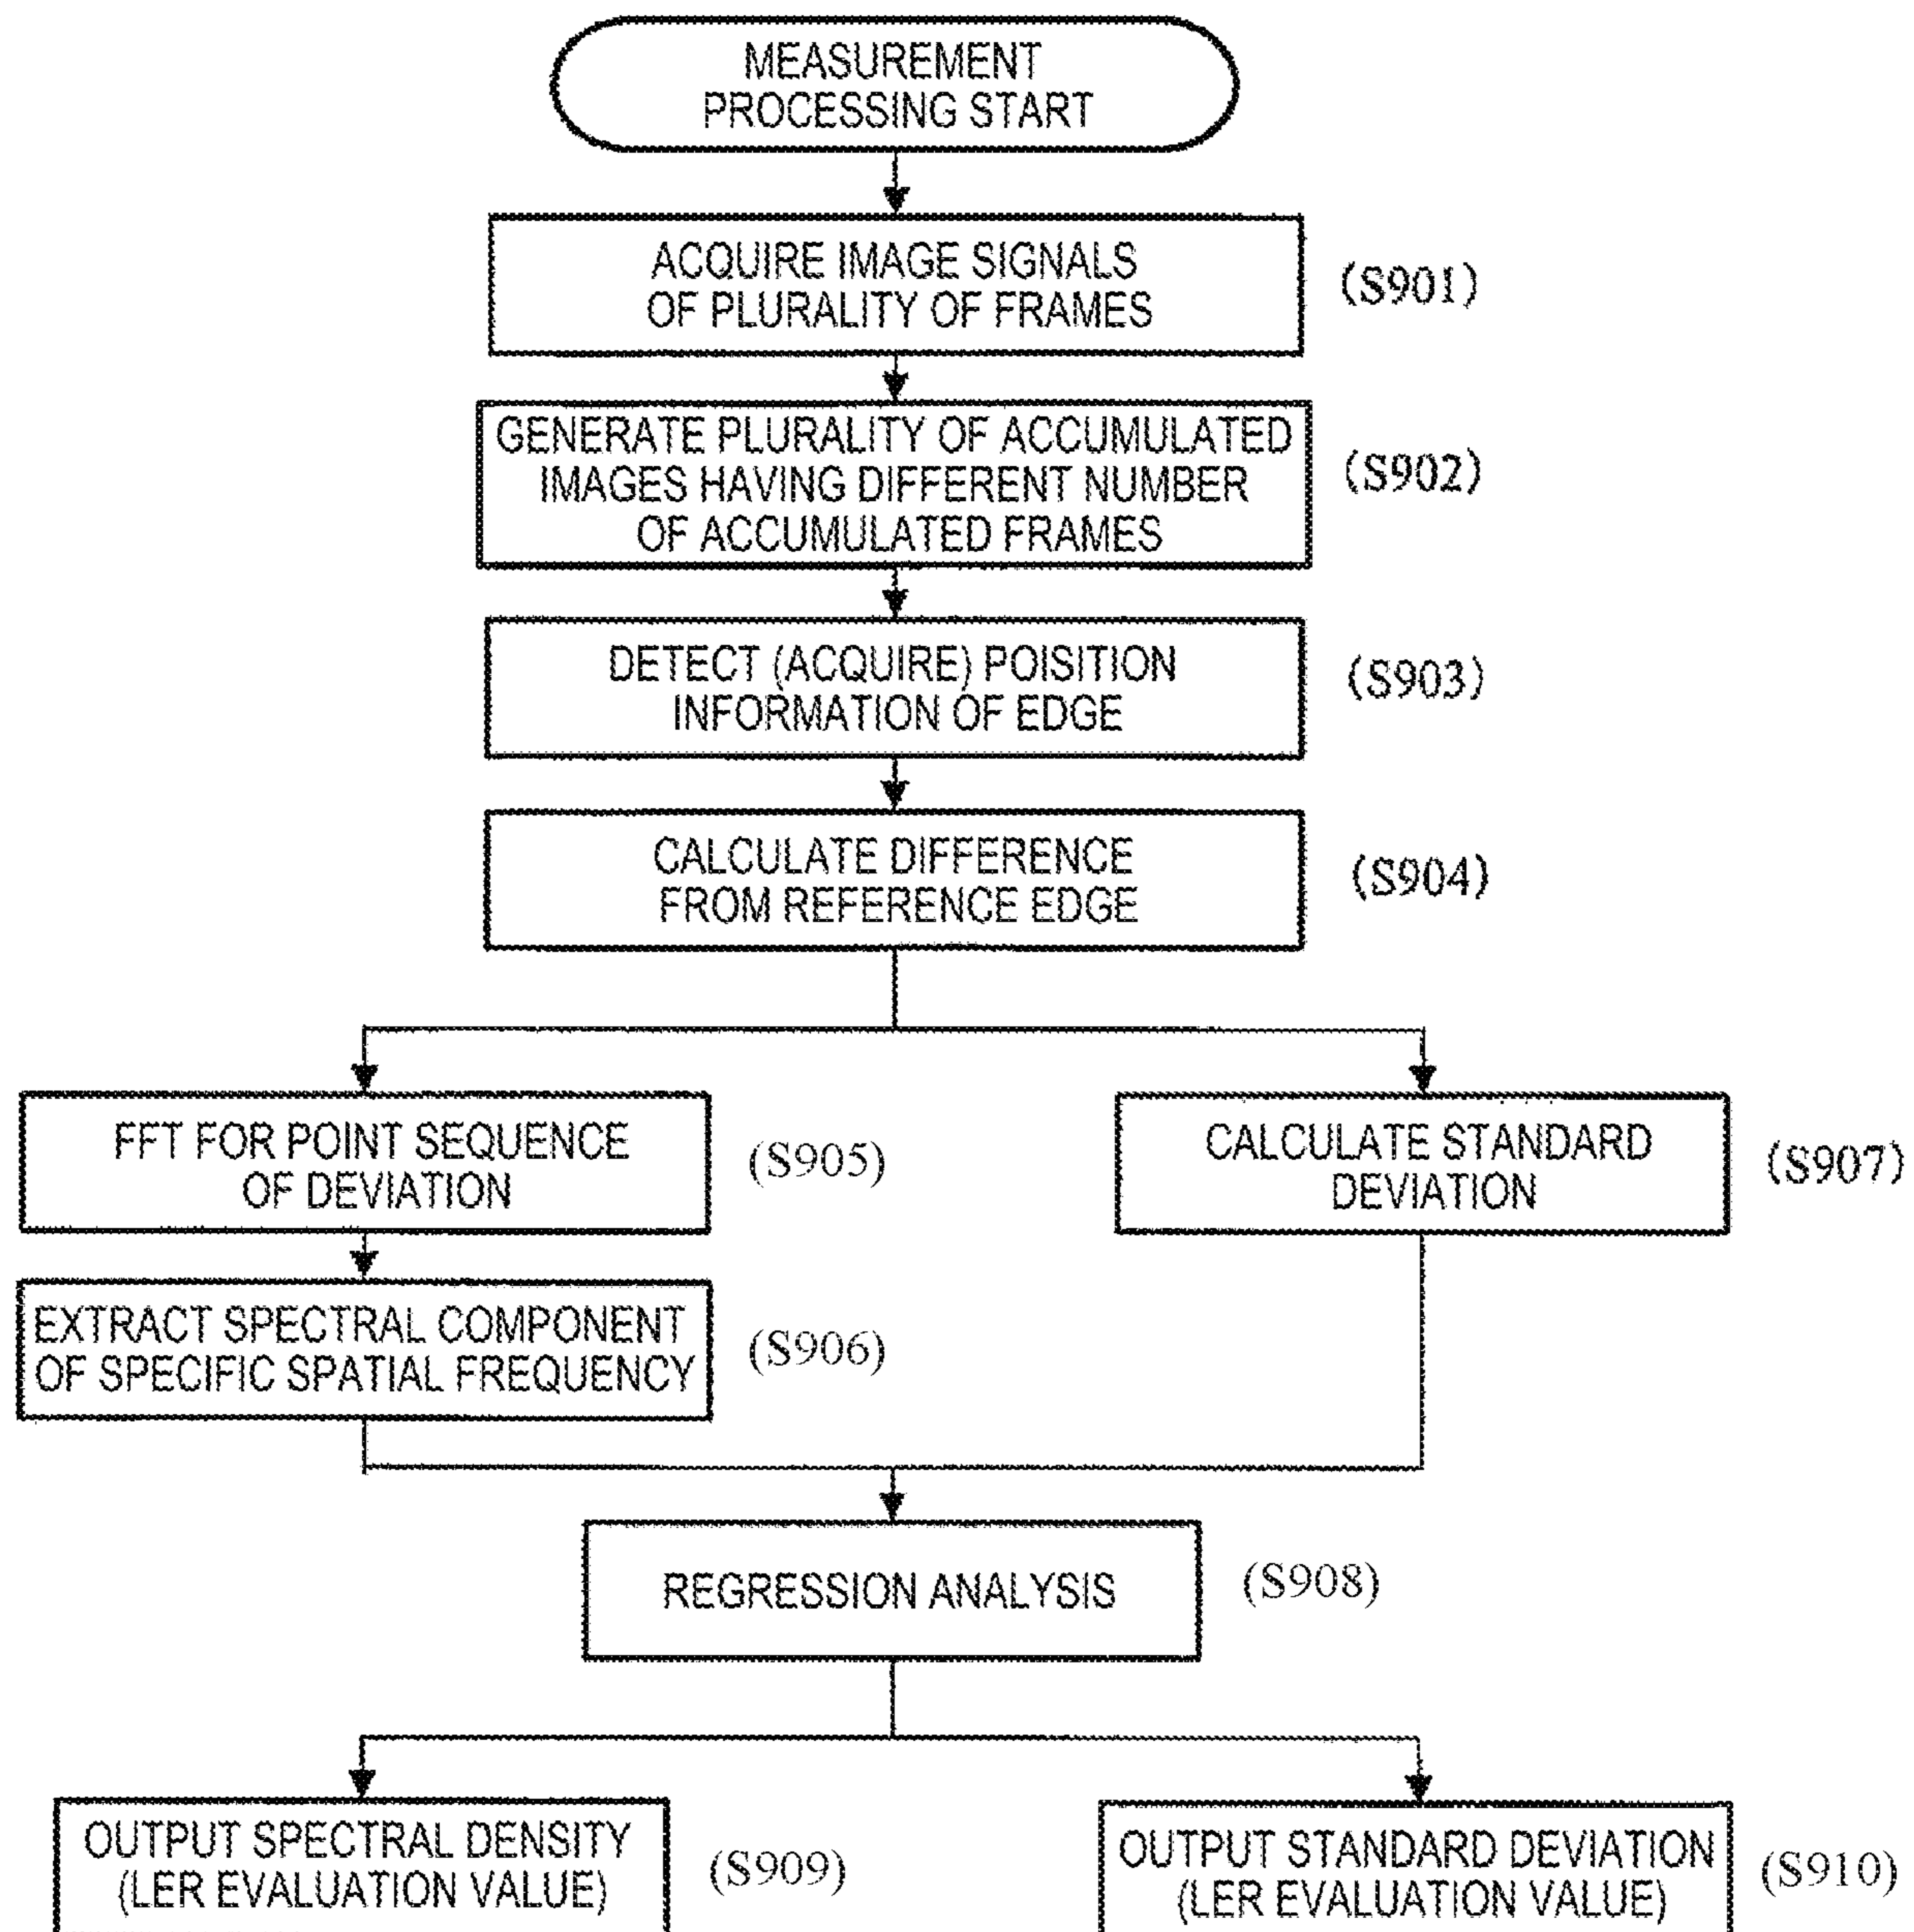 MEASUREMENT
PROCESSING START
ACQUIRE IMAGE SIGNALS
OF PLURALITY OF FRAMES
(S901)
GENERATE PLURALITY OF ACCUMULATED
IMAGES HAVING DIFFERENT NUMBER
OF ACCUMULATED FRAMES
(S902)
DETECT (ACQUIRE) POISITION
INFORMATION OF EDGE
(S903)
CALCULATE DIFFERENCE
FROM REFERENCE EDGE
(S904)
FFT FOR POINT SEQUENCE
OF DEVIATION
(S905)
CALCULATE STANDARD
DEVIATION
(S907)
EXTRACT SPECTRAL COMPONENT
OF SPECIFIC SPATIAL FREQUENCY
(S906)
REGRESSION ANALYSIS
(S908)
OUTPUT SPECTRAL DENSITY
(LER EVALUATION VALUE)
(S909)
OUTPUT STANDARD DEVIATION
(LER EVALUATION VALUE)
(S910)